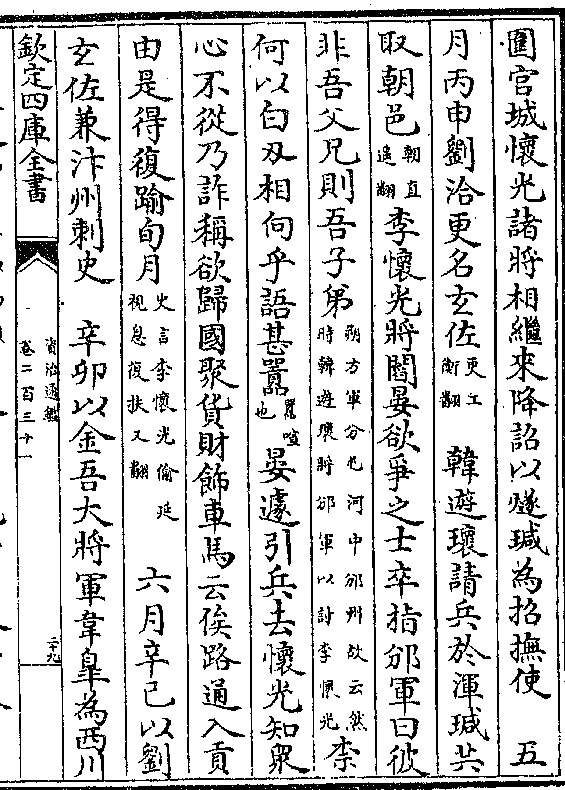 圍宫城懷光諸將相繼來降詔以燧瑊為招撫使　五
月丙申劉洽更名玄佐更工衡翻　韓遊瓌請兵於渾瑊共
取朝邑朝直遥翻李懷光將閻晏欲爭之士卒指邠軍曰彼
非吾父兄則吾子弟朔方軍分屯河中邠州故云然時韓遊瓌將邠軍以討李懷光柰
何以白刃相向乎語甚囂囂喧也晏遽引兵去懷光知衆
心不從乃詐稱欲歸國聚貨財飾車馬云俟路通入貢
由是得復踰旬月史言李懷光偷延視息復扶又翻　六月辛巳以劉
玄佐兼汴州刺史　辛卯以金吾大將軍韋臯為西川
欽定四庫全書
資治通鑑
卷二百三十一
二十九